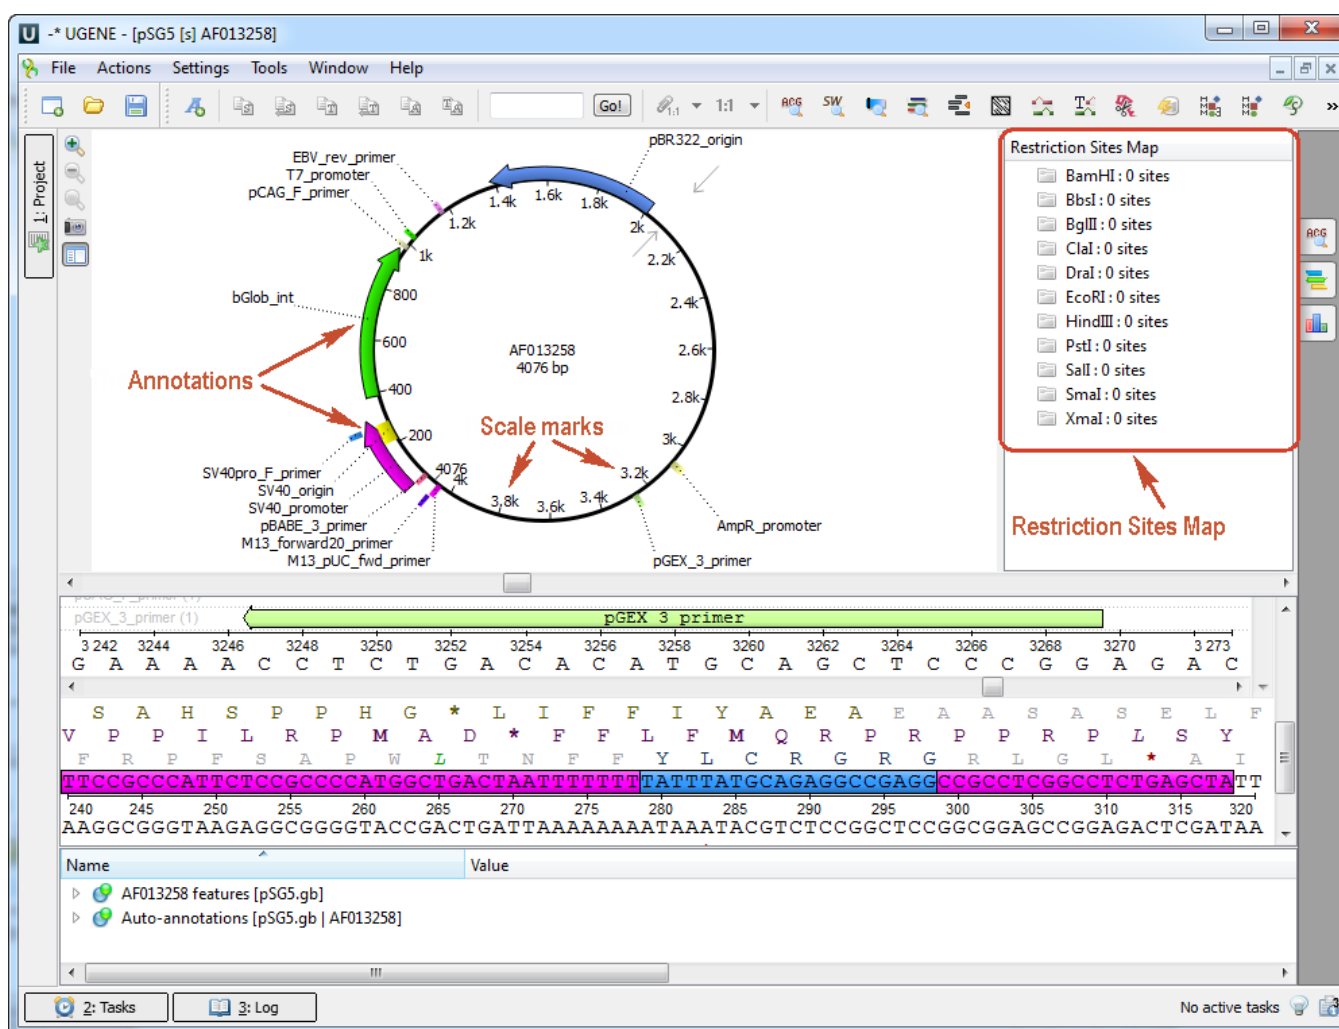 -* UGENE - [pSG5 [s] AF013258]
File Actions Settings Tools Window Help
Go! 1:1 ACG SW
1: Project
EBV_rev_primer
T7_promoter
pCAG_F_primer
pBR322_origin
1.2k 1.4k 1.6k 1.8k 2k
1k 2.2k
bGlob_int 800 2.4k
600 AF013258 2.6k
4076 bp
Annotations 400 2.8k
200 Scale marks 3k
SV40pro_F_primer 4076 3.2k
SV40_origin 4k 3.8k 3.6k 3.4k
SV40_promoter
pBABE_3_primer AmpR_promoter
M13_forward20_primer
M13_pUC_fwd_primer pGEX_3_primer
Restriction Sites Map
BamHI : 0 sites
BbsI : 0 sites
BglII : 0 sites
ClaI : 0 sites
DraI : 0 sites
EcoRI : 0 sites
HindIII : 0 sites
PstI : 0 sites
SalI : 0 sites
SmaI : 0 sites
XmaI : 0 sites
Restriction Sites Map
ACG
pGEX_3_primer (1) pGEX 3 primer
3 242 3244 3246 3248 3250 3252 3254 3256 3258 3260 3262 3264 3266 3268 3270 3 273
G A A A A C C T C T G A C A C A T G C A G C T C C C G G A G A C
S A H S P P H G * L I F F I Y A E A E A A S A S E L F
V P P I L R P M A D * F F L F M Q R P R P P R P L S Y
F R P F S A P W L T N F F Y L C R G R G R L G L * A I
TTCCGCCCATTCTCCGCCCCATGGCTGACTAATTTTTTTTATTTATGCAGAGGCCGAGGCCGCCTCGGCCTCTGAGCTATT
240 245 250 255 260 265 270 275 280 285 290 295 300 305 310 315 320
AAGGCGGGTAAGAGGCGGGGTACCGACTGATTAAAAAAAATAAATACGTCTCCGGCTCCGGCGGAGCCGGAGACTCGATAA
Name Value
AF013258 features [pSG5.gb]
Auto-annotations [pSG5.gb | AF013258]
2: Tasks 3: Log No active tasks